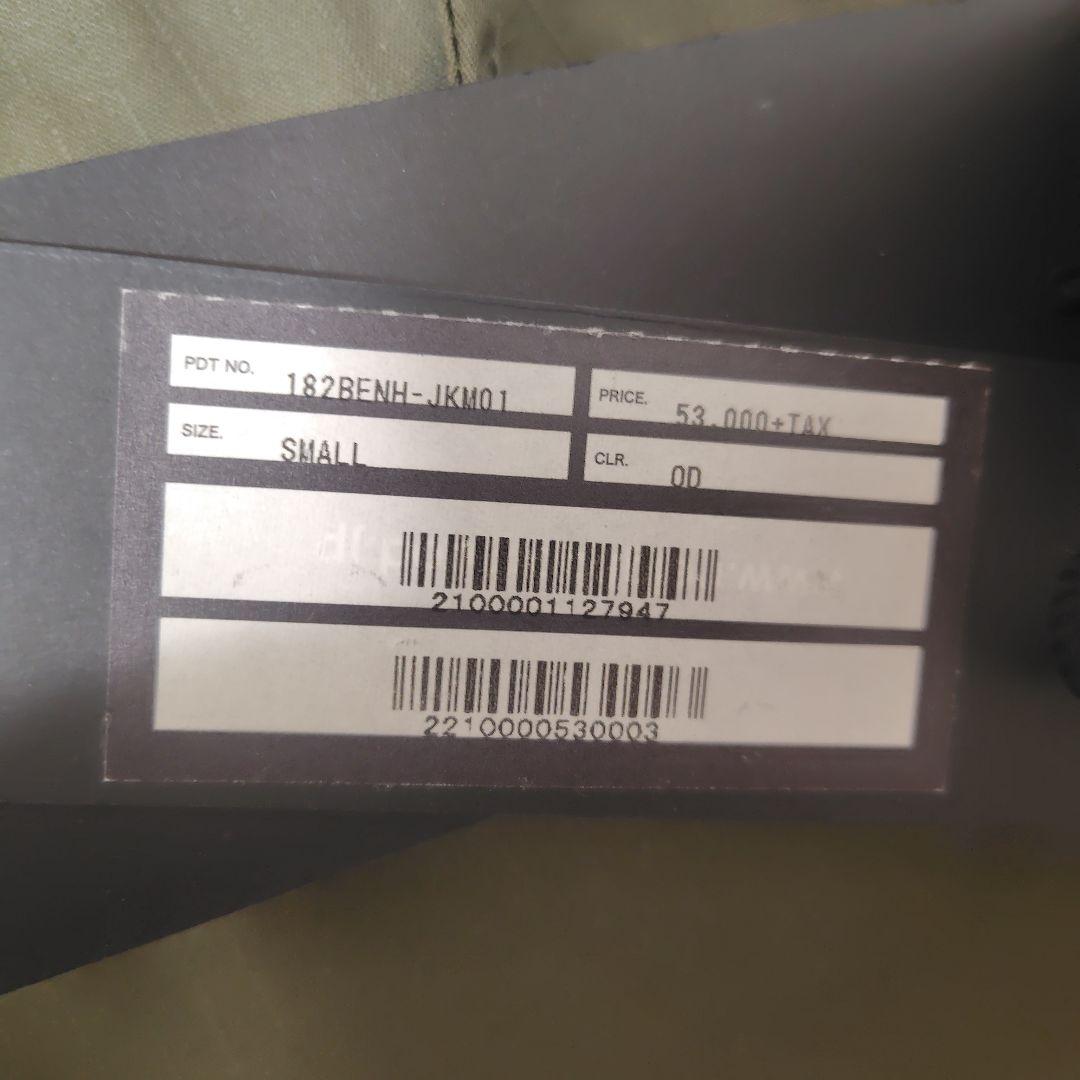 PDT NO. 182BENH-JKM01
PRICE. 53,000+TAX
SIZE. SMALL
CLR. OD
2100001127947
2210000530003